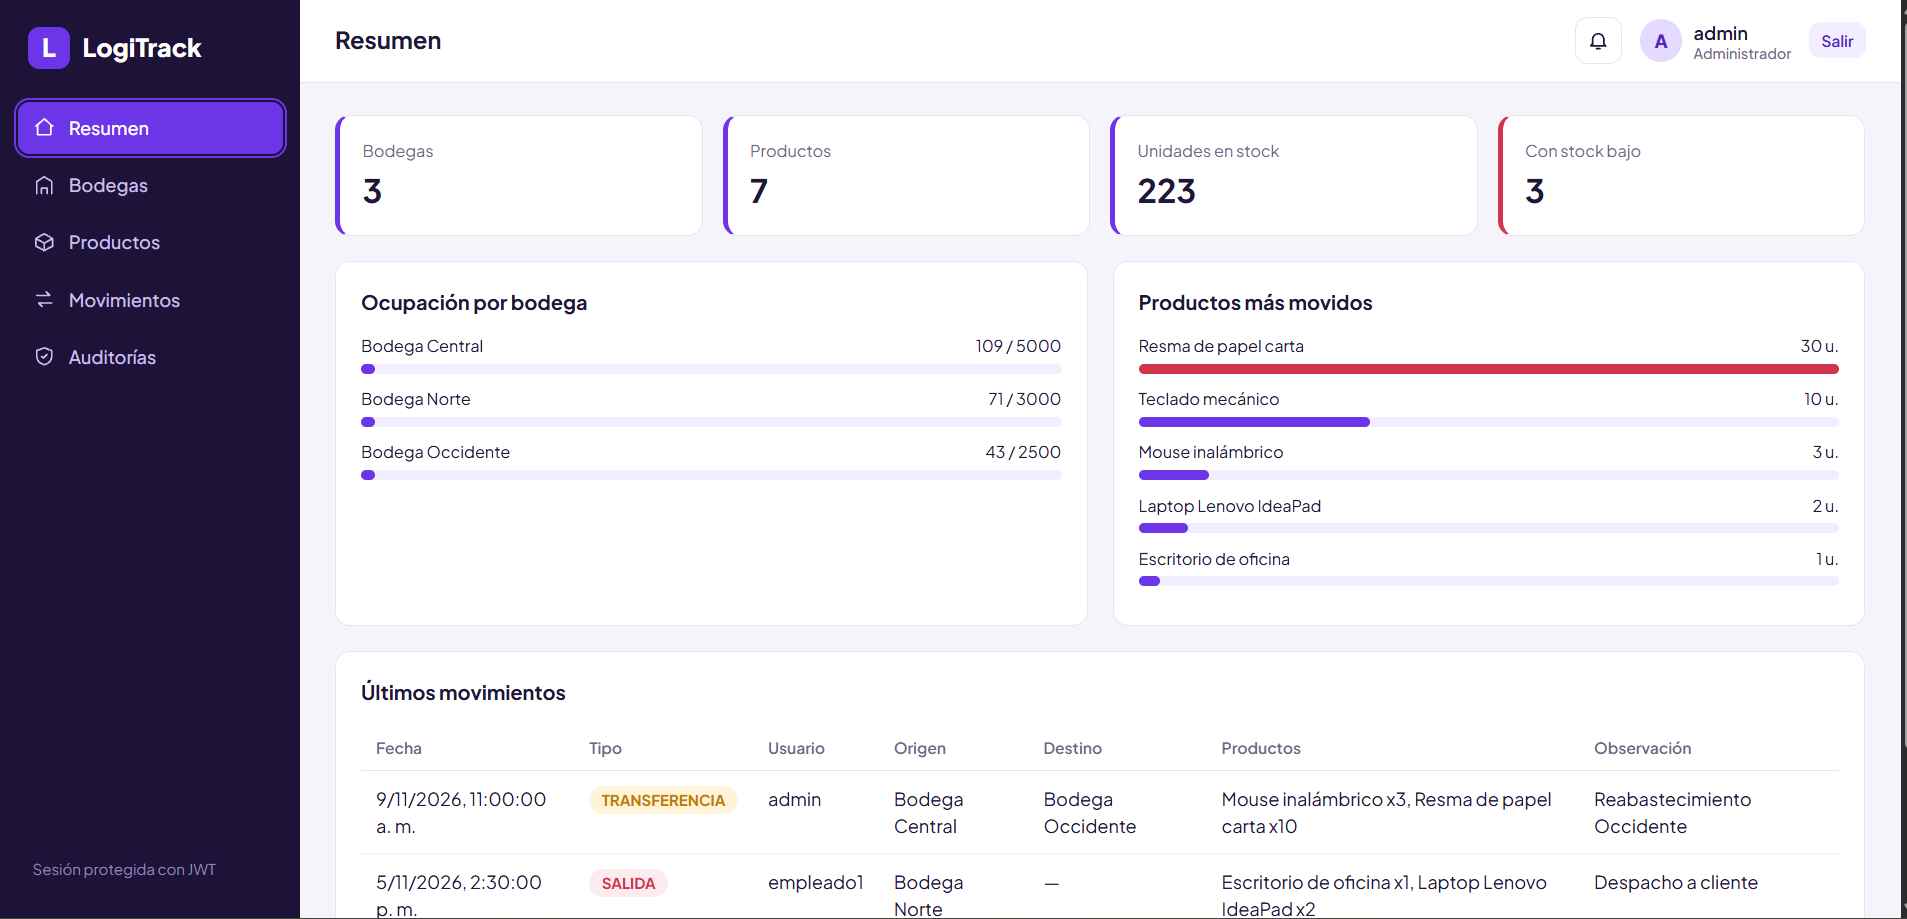 L LogiTrack
Resumen
Bodegas
Productos
Movimientos
Auditorías
Sesión protegida con JWT
Resumen
A
admin
Administrador
Salir
Bodegas
3
Productos
7
Unidades en stock
223
Con stock bajo
3
Ocupación por bodega
Bodega Central 109 / 5000
Bodega Norte 71 / 3000
Bodega Occidente 43 / 2500
Productos más movidos
Resma de papel carta 30 u.
Teclado mecánico 10 u.
Mouse inalámbrico 3 u.
Laptop Lenovo IdeaPad 2 u.
Escritorio de oficina 1 u.
Últimos movimientos
Fecha Tipo Usuario Origen Destino Productos Observación
9/11/2026, 11:00:00 TRANSFERENCIA admin Bodega Bodega Mouse inalámbrico x3, Resma de papel Reabastecimiento
a. m. Central Occidente carta x10 Occidente
5/11/2026, 2:30:00 SALIDA empleado1 Bodega — Escritorio de oficina x1, Laptop Lenovo Despacho a cliente
p. m. Norte IdeaPad x2